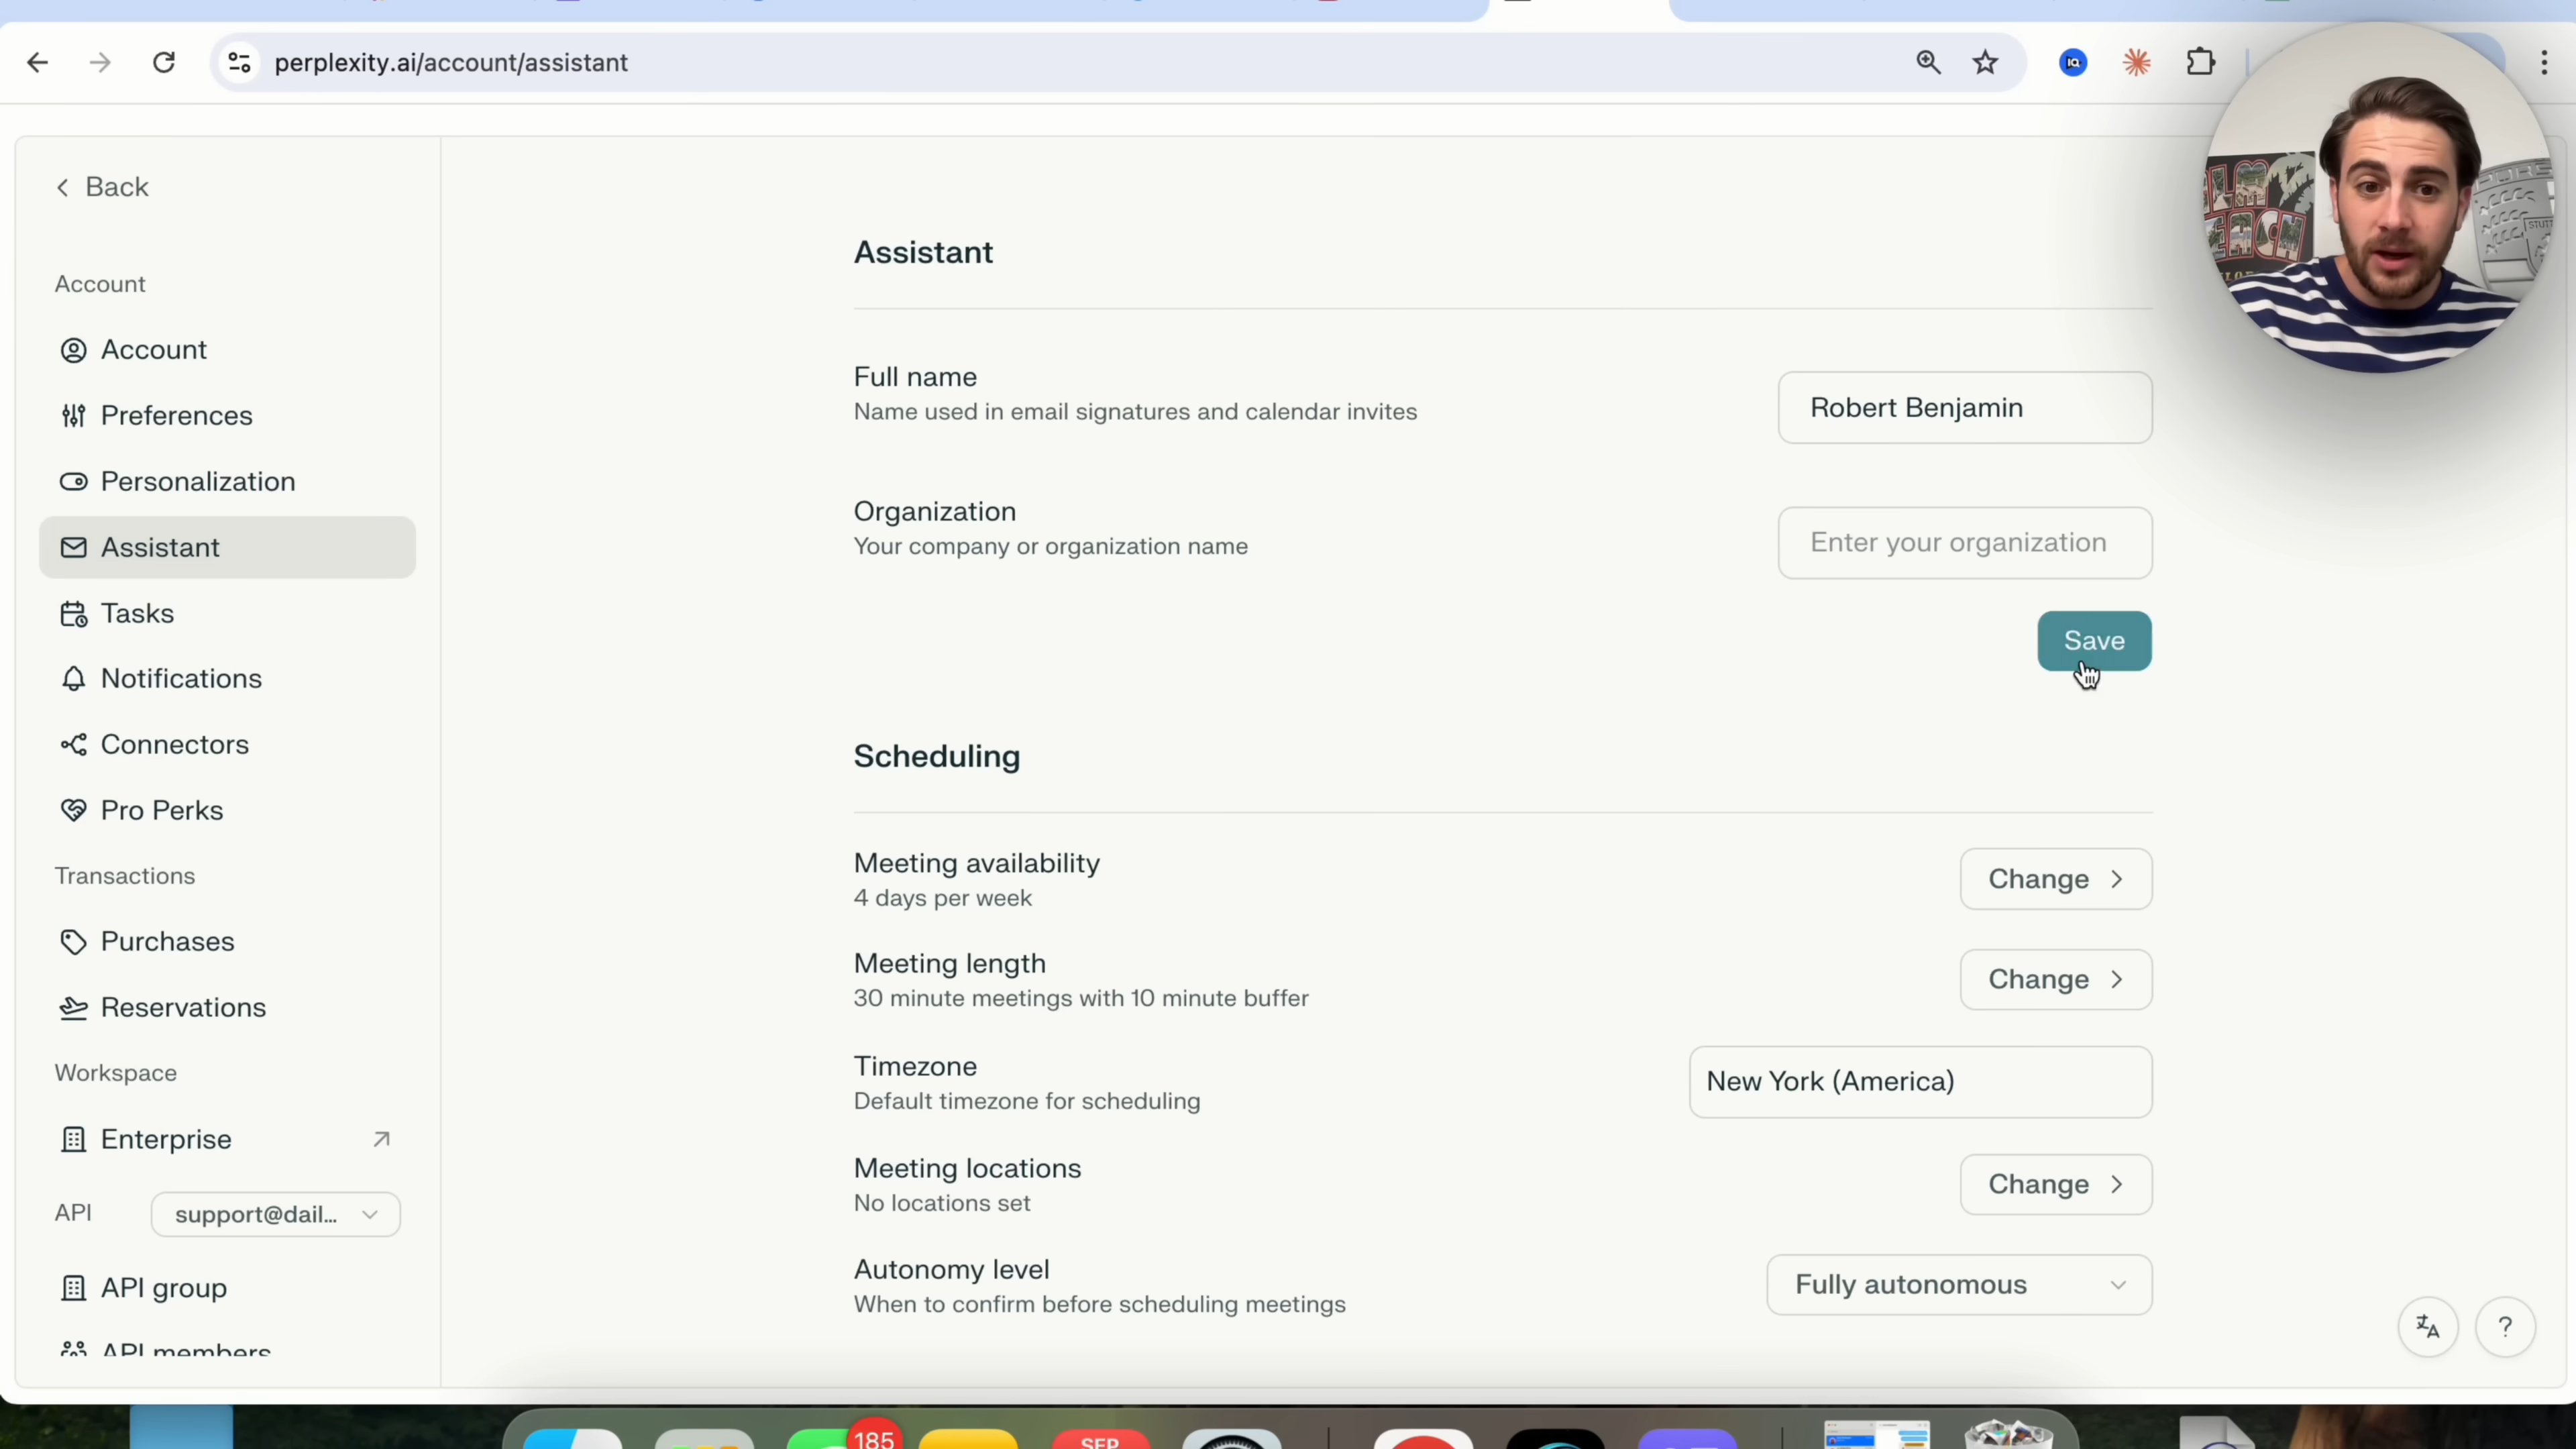 perplexity.ai/account/assistant
Back
Account
Account
Preferences
Personalization
Assistant
Tasks
Notifications
Connectors
Pro Perks
Transactions
Purchases
Reservations
Workspace
Enterprise
API
support@dail...
API group
API members
Assistant
Full name
Name used in email signatures and calendar invites
Robert Benjamin
Organization
Your company or organization name
Enter your organization
Save
Scheduling
Meeting availability
4 days per week
Change
Meeting length
30 minute meetings with 10 minute buffer
Change
Timezone
Default timezone for scheduling
New York (America)
Meeting locations
No locations set
Change
Autonomy level
When to confirm before scheduling meetings
Fully autonomous
?
185
SEP